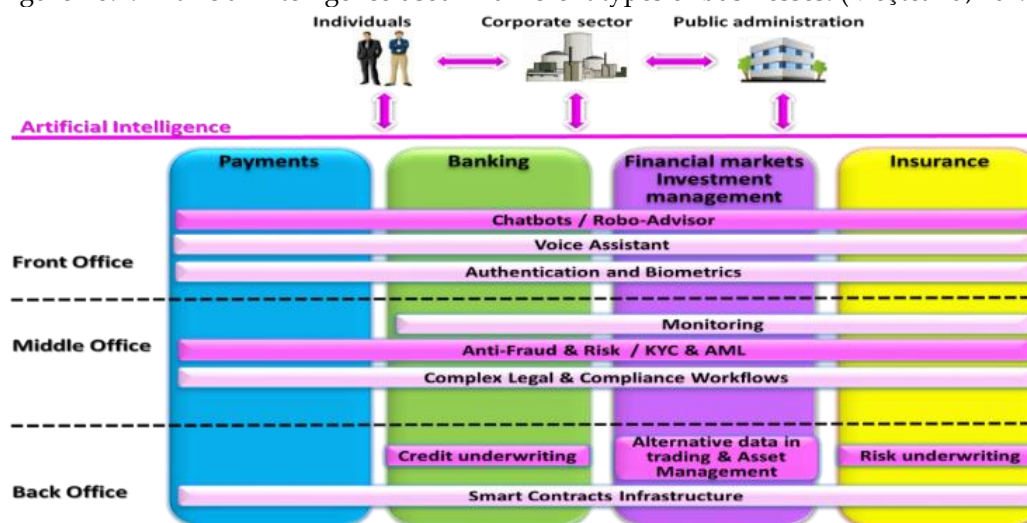 Individuals
Corporate sector
Public administration
Artificial Intelligence
Payments
Banking
Financial markets
Investment
management
Insurance
Chatbots / Robo-Advisor
Voice Assistant
Front Office
Authentication and Biometrics
Monitoring
Middle Office
Anti-Fraud & Risk / KYC & AML
Complex Legal & Compliance Workflows
Credit underwriting
Alternative data in
trading & Asset
Management
Risk underwriting
Back Office
Smart Contracts Infrastructure